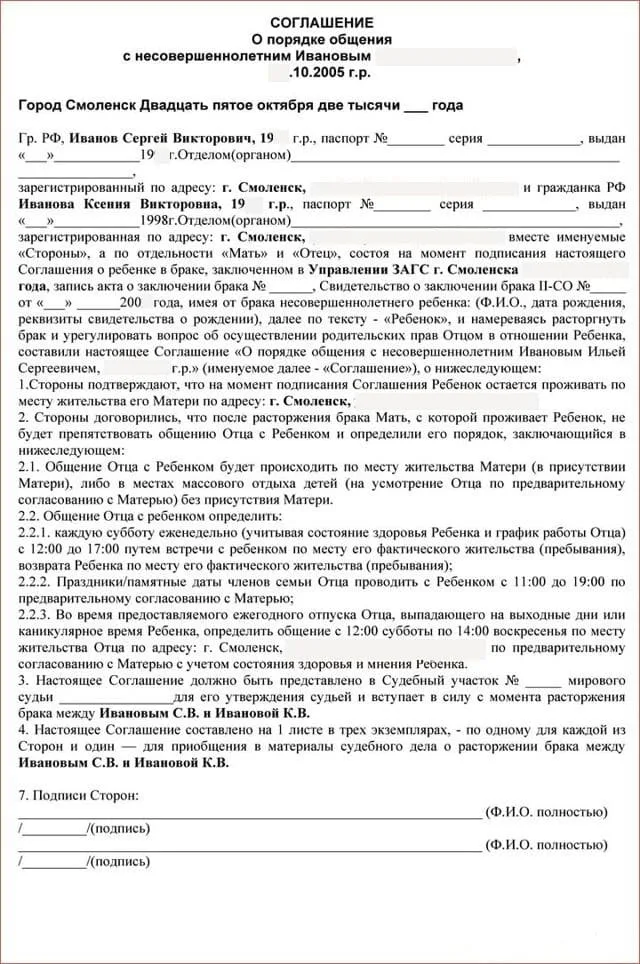 СОГЛАШЕНИЕ
О порядке общения
с несовершеннолетним Ивановым ,
.10.2005 г.р.
Город Смоленск Двадцать пятое октября две тысячи ___ года
Гр. РФ, Иванов Сергей Викторович, 19 г.р., паспорт №________ серия _____________, выдан
«___»____________19 г.Отделом(органом)_______________________________________________
________________,
зарегистрированный по адресу: г. Смоленск, и гражданка РФ
Иванова Ксения Викторовна, 19 г.р., паспорт №________ серия _____________, выдан
«___»____________1998г.Отделом(органом)_______________________________________________,
зарегистрированная по адресу: г. Смоленск, вместе именуемые
«Стороны», а по отдельности «Мать» и «Отец», состоя на момент подписания настоящего
Соглашения о ребенке в браке, заключенном в Управлении ЗАГС г. Смоленска
года, запись акта о заключении брака № ______, Свидетельство о заключении брака II-СО №_____
от «___» ______200 года, имея от брака несовершеннолетнего ребенка: (Ф.И.О., дата рождения,
реквизиты свидетельства о рождении), далее по тексту - «Ребенок», и намереваясь расторгнуть
брак и урегулировать вопрос об осуществлении родительских прав Отцом в отношении Ребенка,
составили настоящее Соглашение «О порядке общения с несовершеннолетним Ивановым Ильей
Сергеевичем, г.р.» (именуемое далее - «Соглашение»), о нижеследующем:
1.Стороны подтверждают, что на момент подписания Соглашения Ребенок остается проживать по
месту жительства его Матери по адресу: г. Смоленск,
2. Стороны договорились, что после расторжения брака Мать, с которой проживает Ребенок, не
будет препятствовать общению Отца с Ребенком и определили его порядок, заключающийся в
нижеследующем:
2.1. Общение Отца с Ребенком будет происходить по месту жительства Матери (в присутствии
Матери), либо в местах массового отдыха детей (на усмотрение Отца по предварительному
согласованию с Матерью) без присутствия Матери.
2.2. Общение Отца с ребенком определить:
2.2.1. каждую субботу еженедельно (учитывая состояние здоровья Ребенка и график работы Отца)
с 12:00 до 17:00 путем встречи с ребенком по месту его фактического жительства (пребывания),
возврата Ребенка по месту его фактического жительства (пребывания);
2.2.2. Праздники/памятные даты членов семьи Отца проводить с Ребенком с 11:00 до 19:00 по
предварительному согласованию с Матерью;
2.2.3. Во время предоставляемого ежегодного отпуска Отца, выпадающего на выходные дни или
каникулярное время Ребенка, определить общение с 12:00 субботы по 14:00 воскресенья по месту
жительства Отца по адресу: г. Смоленск, по предварительному
согласованию с Матерью с учетом состояния здоровья и мнения Ребенка.
3. Настоящее Соглашение должно быть представлено в Судебный участок № _____ мирового
судьи ________________для его утверждения судьей и вступает в силу с момента расторжения
брака между Ивановым С.В. и Ивановой К.В.
4. Настоящее Соглашение составлено на 1 листе в трех экземплярах, - по одному для каждой из
Сторон и один — для приобщения в материалы судебного дела о расторжении брака между
Ивановым С.В. и Ивановой К.В.
7. Подписи Сторон:
_________________________________________________________________ (Ф.И.О. полностью)
/_________/(подпись)
_________________________________________________________________ (Ф.И.О. полностью)
/_________/(подпись)